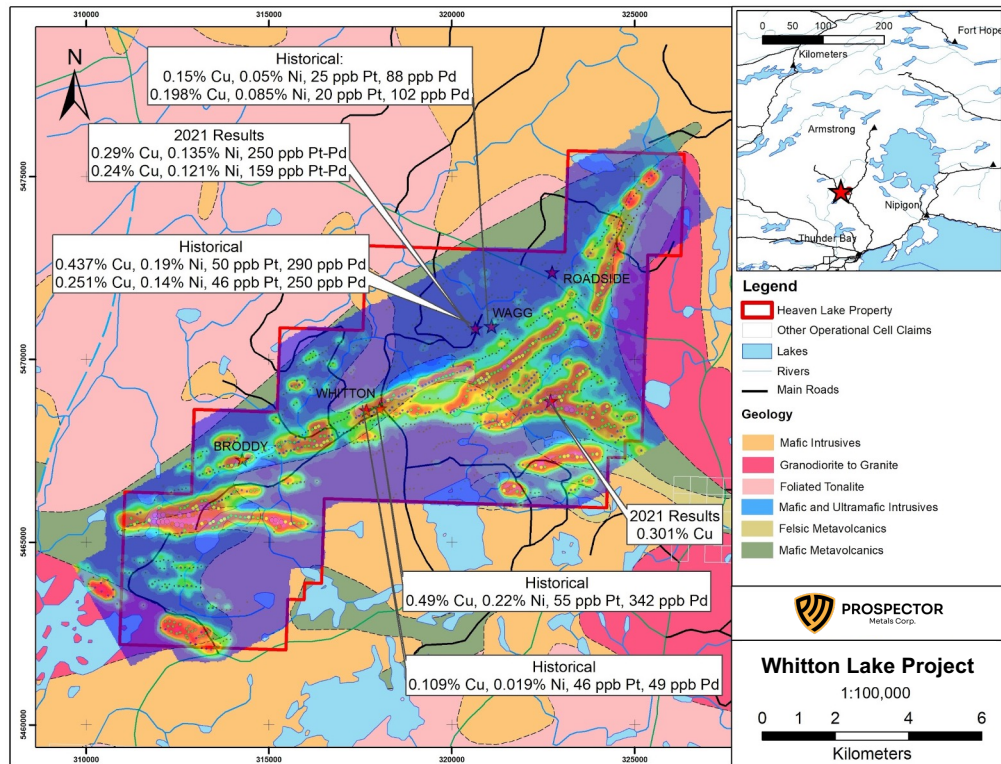 310000
315000
320000
325000
5475000
5470000
5465000
5460000
N
Historical:
0.15% Cu, 0.05% Ni, 25 ppb Pt, 88 ppb Pd
0.198% Cu, 0.085% Ni, 20 ppb Pt, 102 ppb Pd
2021 Results
0.29% Cu, 0.135% Ni, 250 ppb Pt-Pd
0.24% Cu, 0.121% Ni, 159 ppb Pt-Pd
Historical
0.437% Cu, 0.19% Ni, 50 ppb Pt, 290 ppb Pd
0.251% Cu, 0.14% Ni, 46 ppb Pt, 250 ppb Pd
ROADSIDE
WAGG
WHITTON
BRODDY
2021 Results
0.301% Cu
Historical
0.49% Cu, 0.22% Ni, 55 ppb Pt, 342 ppb Pd
Historical
0.109% Cu, 0.019% Ni, 46 ppb Pt, 49 ppb Pd
310000
315000
320000
325000
0 50 100 200
Kilometers
Fort Hope
Armstrong
Nipigon
Thunder Bay
Legend
Heaven Lake Property
Other Operational Cell Claims
Lakes
Rivers
Main Roads
Geology
Mafic Intrusives
Granodiorite to Granite
Foliated Tonalite
Mafic and Ultramafic Intrusives
Felsic Metavolcanics
Mafic Metavolcanics
PROSPECTOR
Metals Corp.
Whitton Lake Project
1:100,000
0 1 2 4 6
Kilometers